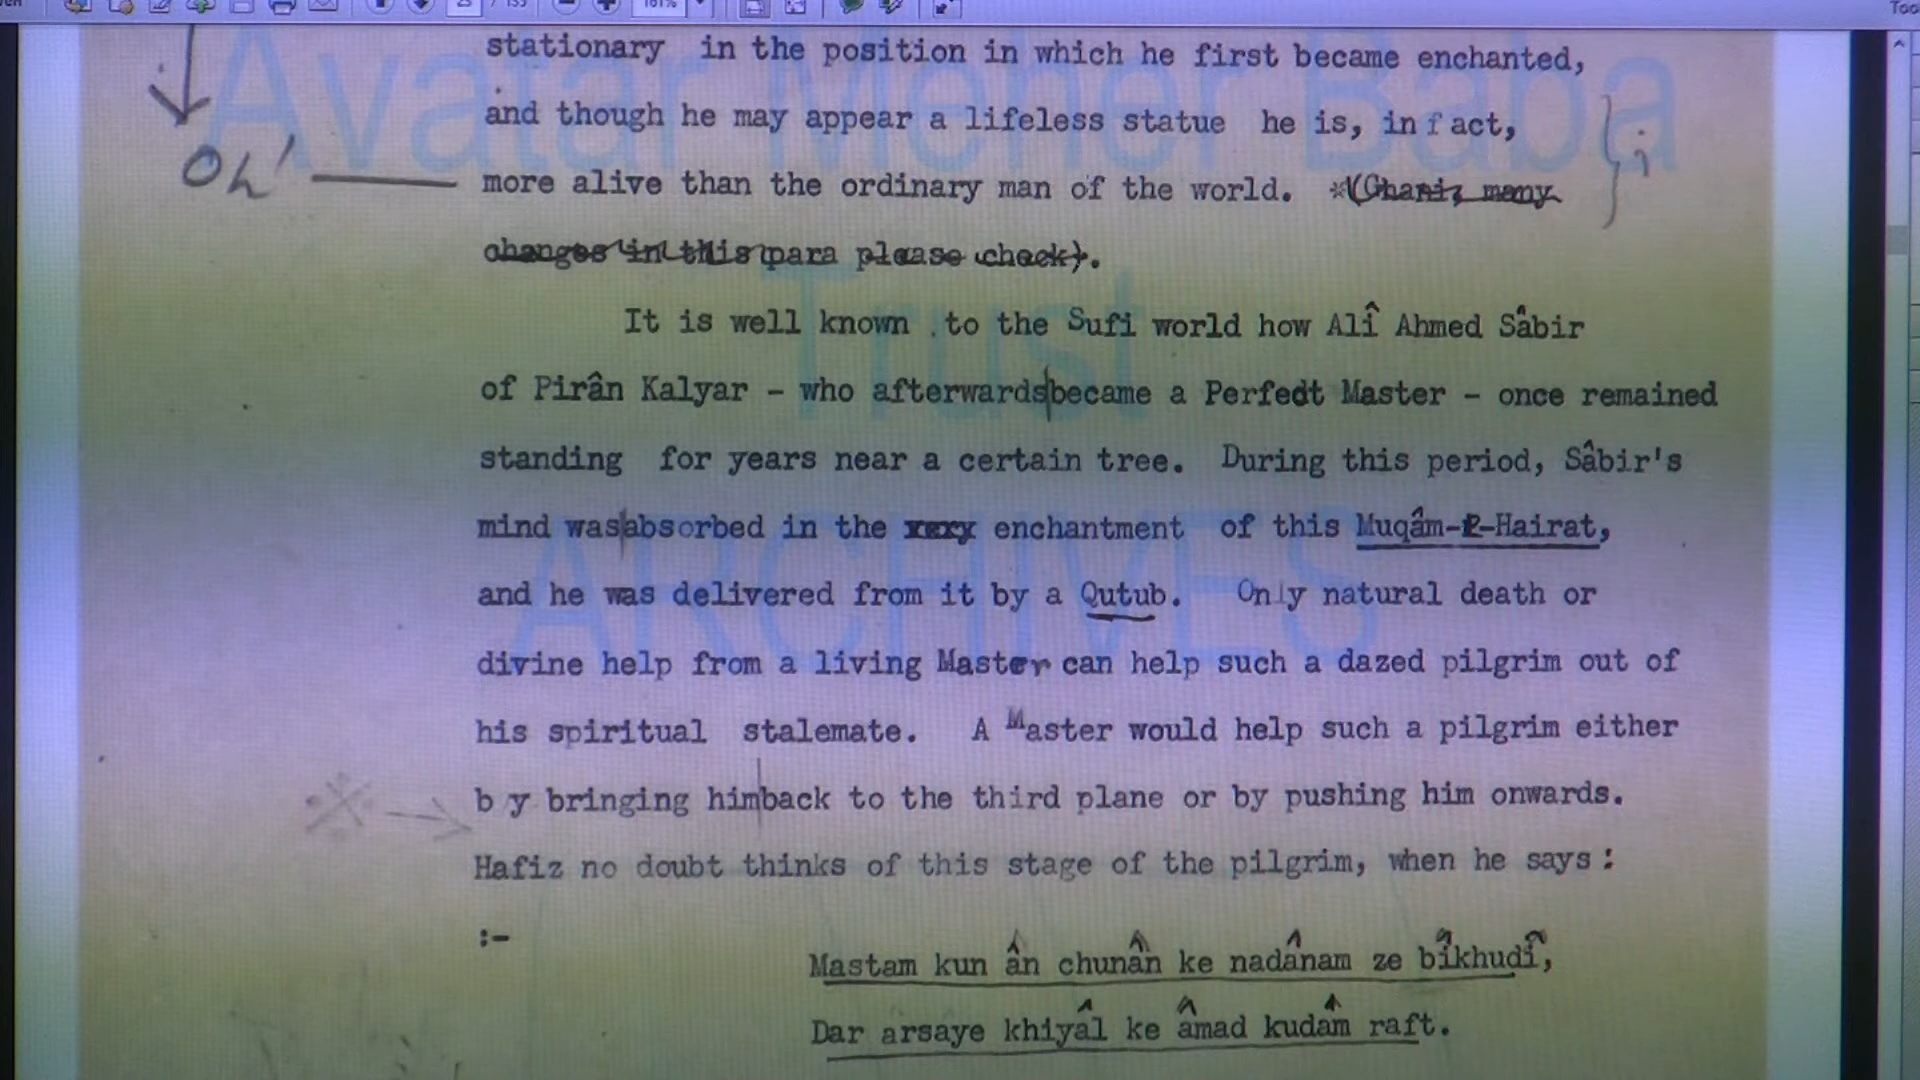 stationary in the position in which he first became enchanted,
and though he may appear a lifeless statue he is, in fact,
Oh' more alive than the ordinary man of the world. *(Ghaniz many
changes in this para please check).
It is well known to the Sufi world how Alî Ahmed Sâbir
of Pirân Kalyar - who afterwards became a Perfect Master - once remained
standing for years near a certain tree. During this period, Sâbir's
mind was absorbed in the xexy enchantment of this Muqâm-e-Hairat,
and he was delivered from it by a Qutub. Only natural death or
divine help from a living Master can help such a dazed pilgrim out of
his spiritual stalemate. A Master would help such a pilgrim either
by bringing him back to the third plane or by pushing him onwards.
Hafiz no doubt thinks of this stage of the pilgrim, when he says :
:-
Mastam kun ân chunân ke nadânam ze bîkhudî,
Dar arsaye khiyâl ke âmad kudâm raft.
Avatar Meher Baba
Trust
ARCHIVES